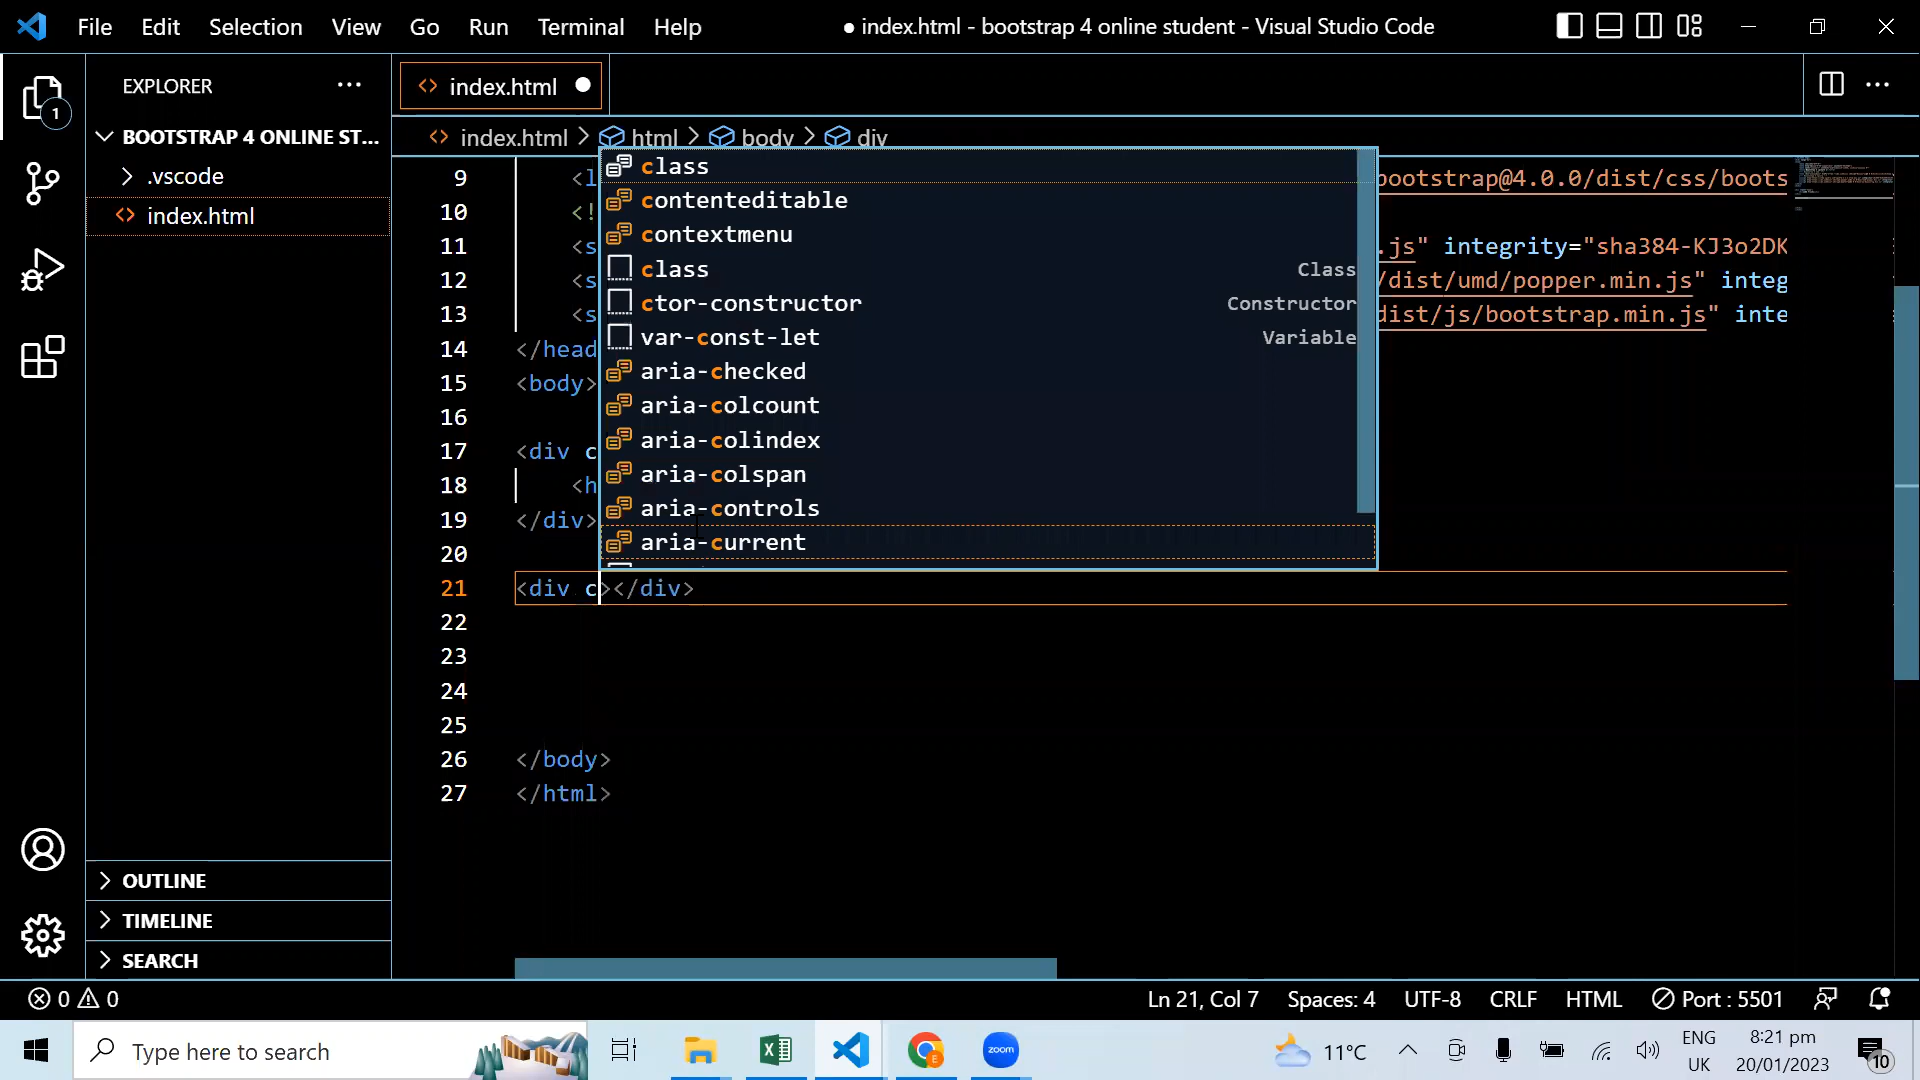 File Edit Selection View Go Run Terminal Help ● index.html - bootstrap 4 online student - Visual Studio Code
EXPLORER ···
index.html
1
BOOTSTRAP 4 ONLINE ST...
index.html > html > body > div
.vscode
index.html
9 <l bootstrap@4.0.0/dist/css/boots
10 <!
11 <s .js" integrity="sha384-KJ3o2DK
12 <s /dist/umd/popper.min.js" integ
13 <s dist/js/bootstrap.min.js" inte
14 </head
15 <body>
16
17 <div c
18 <h
19 </div>
20
class
contenteditable
contextmenu
class Class
ctor-constructor Constructor
var-const-let Variable
aria-checked
aria-colcount
aria-colindex
aria-colspan
aria-controls
aria-current
21 <div c></div>
22
23
24
25
26 </body>
27 </html>
OUTLINE
TIMELINE
SEARCH
0 0 Ln 21, Col 7 Spaces: 4 UTF-8 CRLF HTML Port : 5501
Type here to search
zoom
11°C
ENG
UK
8:21 pm
20/01/2023
10